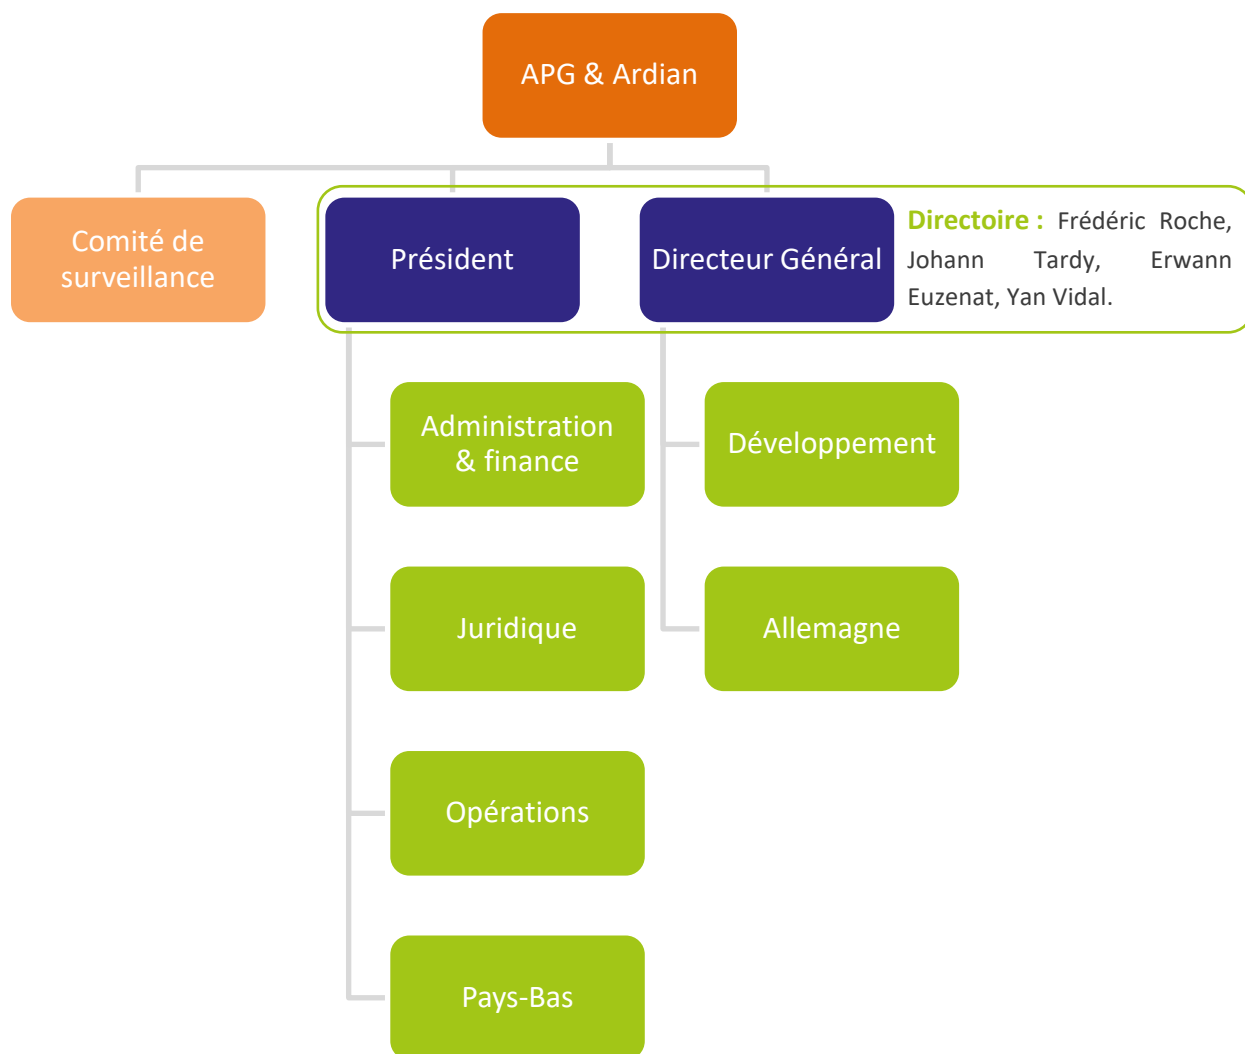 APG & Ardian
Comité de
surveillance
Président
Directeur Général
Directoire : Frédéric Roche,
Johann Tardy, Erwann
Euzenat, Yan Vidal.
Administration
& finance
Développement
Juridique
Allemagne
Opérations
Pays-Bas